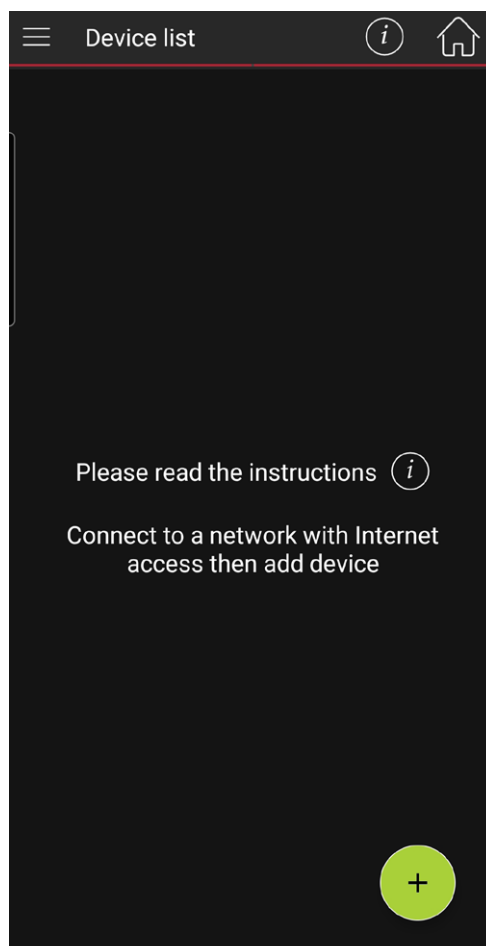 Device list
Please read the instructions
Connect to a network with Internet
access then add device